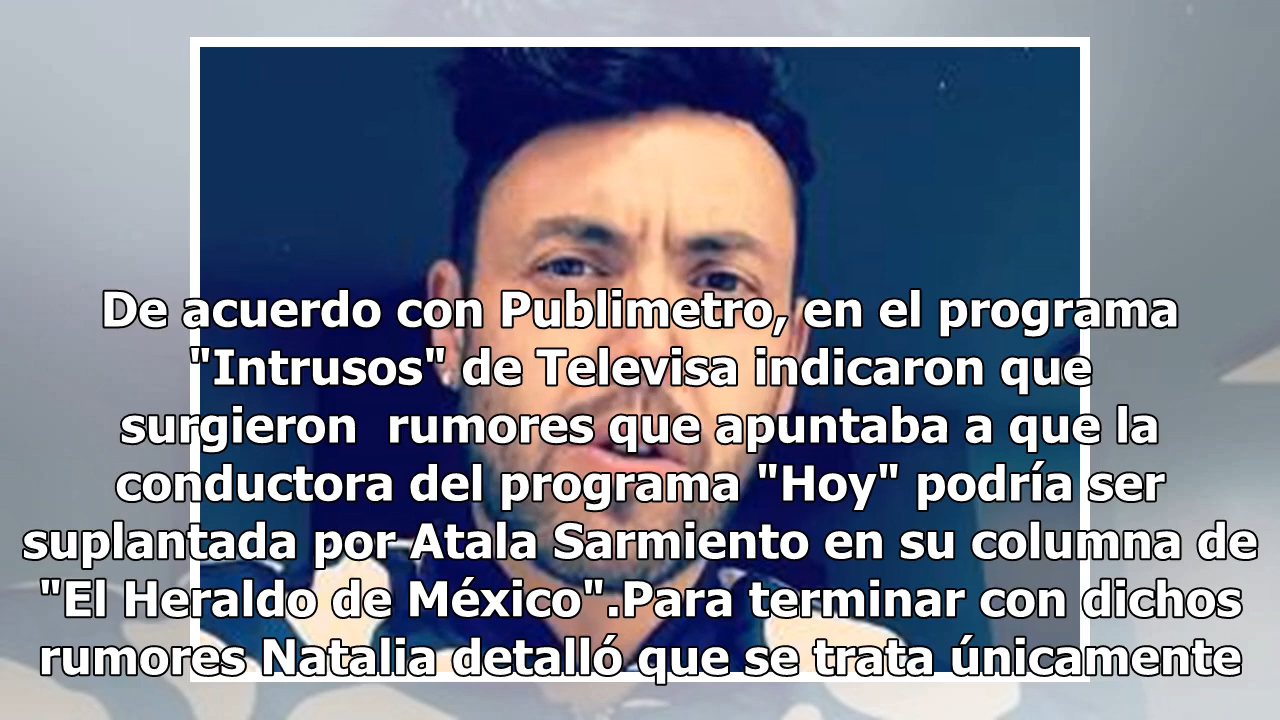 De acuerdo con Publimetro, en el programa
"Intrusos" de Televisa indicaron que
surgieron  rumores que apuntaba a que la
conductora del programa "Hoy" podría ser
suplantada por Atala Sarmiento en su columna de
"El Heraldo de México".Para terminar con dichos
rumores Natalia detalló que se trata únicamente